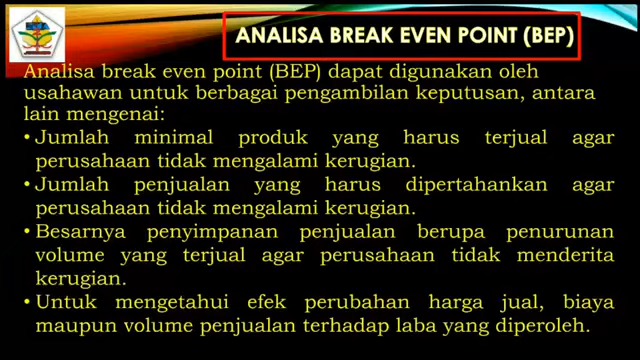 ANALISA BREAK EVEN POINT (BEP)
Analisa break even point (BEP) dapat digunakan oleh
usahawan untuk berbagai pengambilan keputusan, antara
lain mengenai:
• Jumlah minimal produk yang harus terjual agar
perusahaan tidak mengalami kerugian.
• Jumlah penjualan yang harus dipertahankan agar
perusahaan tidak mengalami kerugian.
• Besarnya penyimpanan penjualan berupa penurunan
volume yang terjual agar perusahaan tidak menderita
kerugian.
• Untuk mengetahui efek perubahan harga jual, biaya
maupun volume penjualan terhadap laba yang diperoleh.